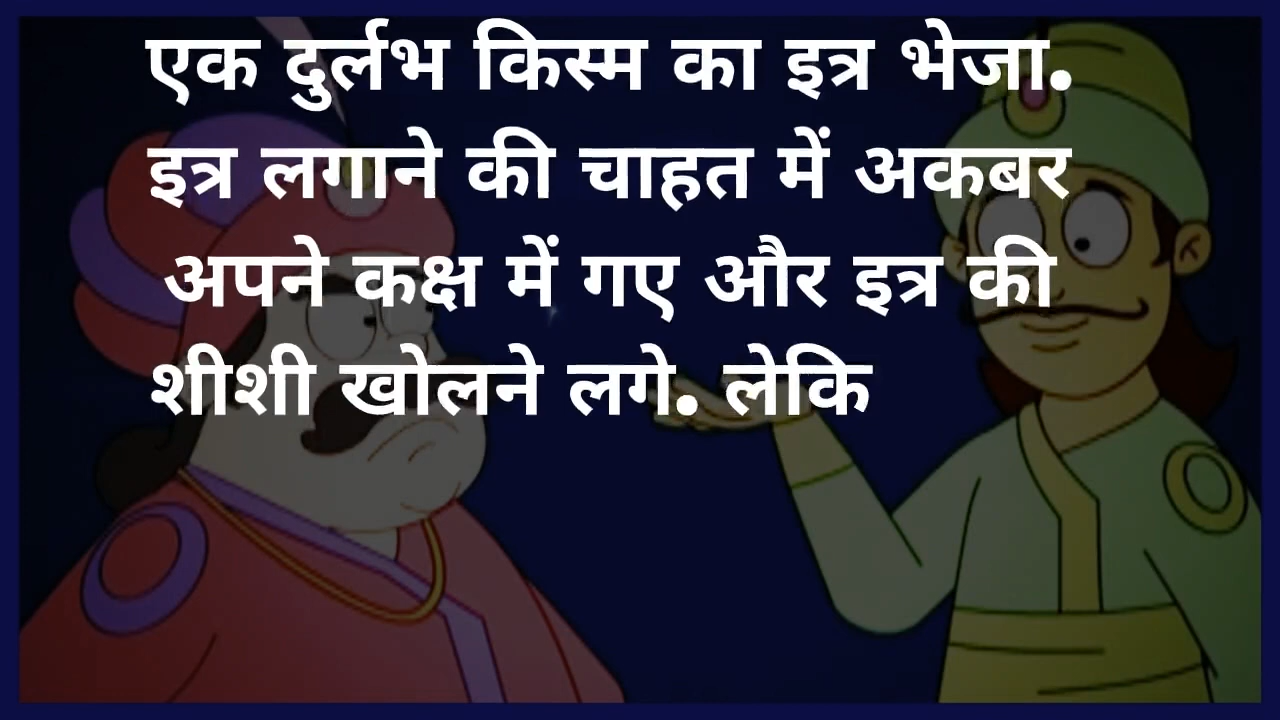 एक दुर्लभ किस्म का इत्र भेजा.
इत्र लगाने की चाहत में अकबर
अपने कक्ष में गए और इत्र की
शीशी खोलने लगे. लेकि